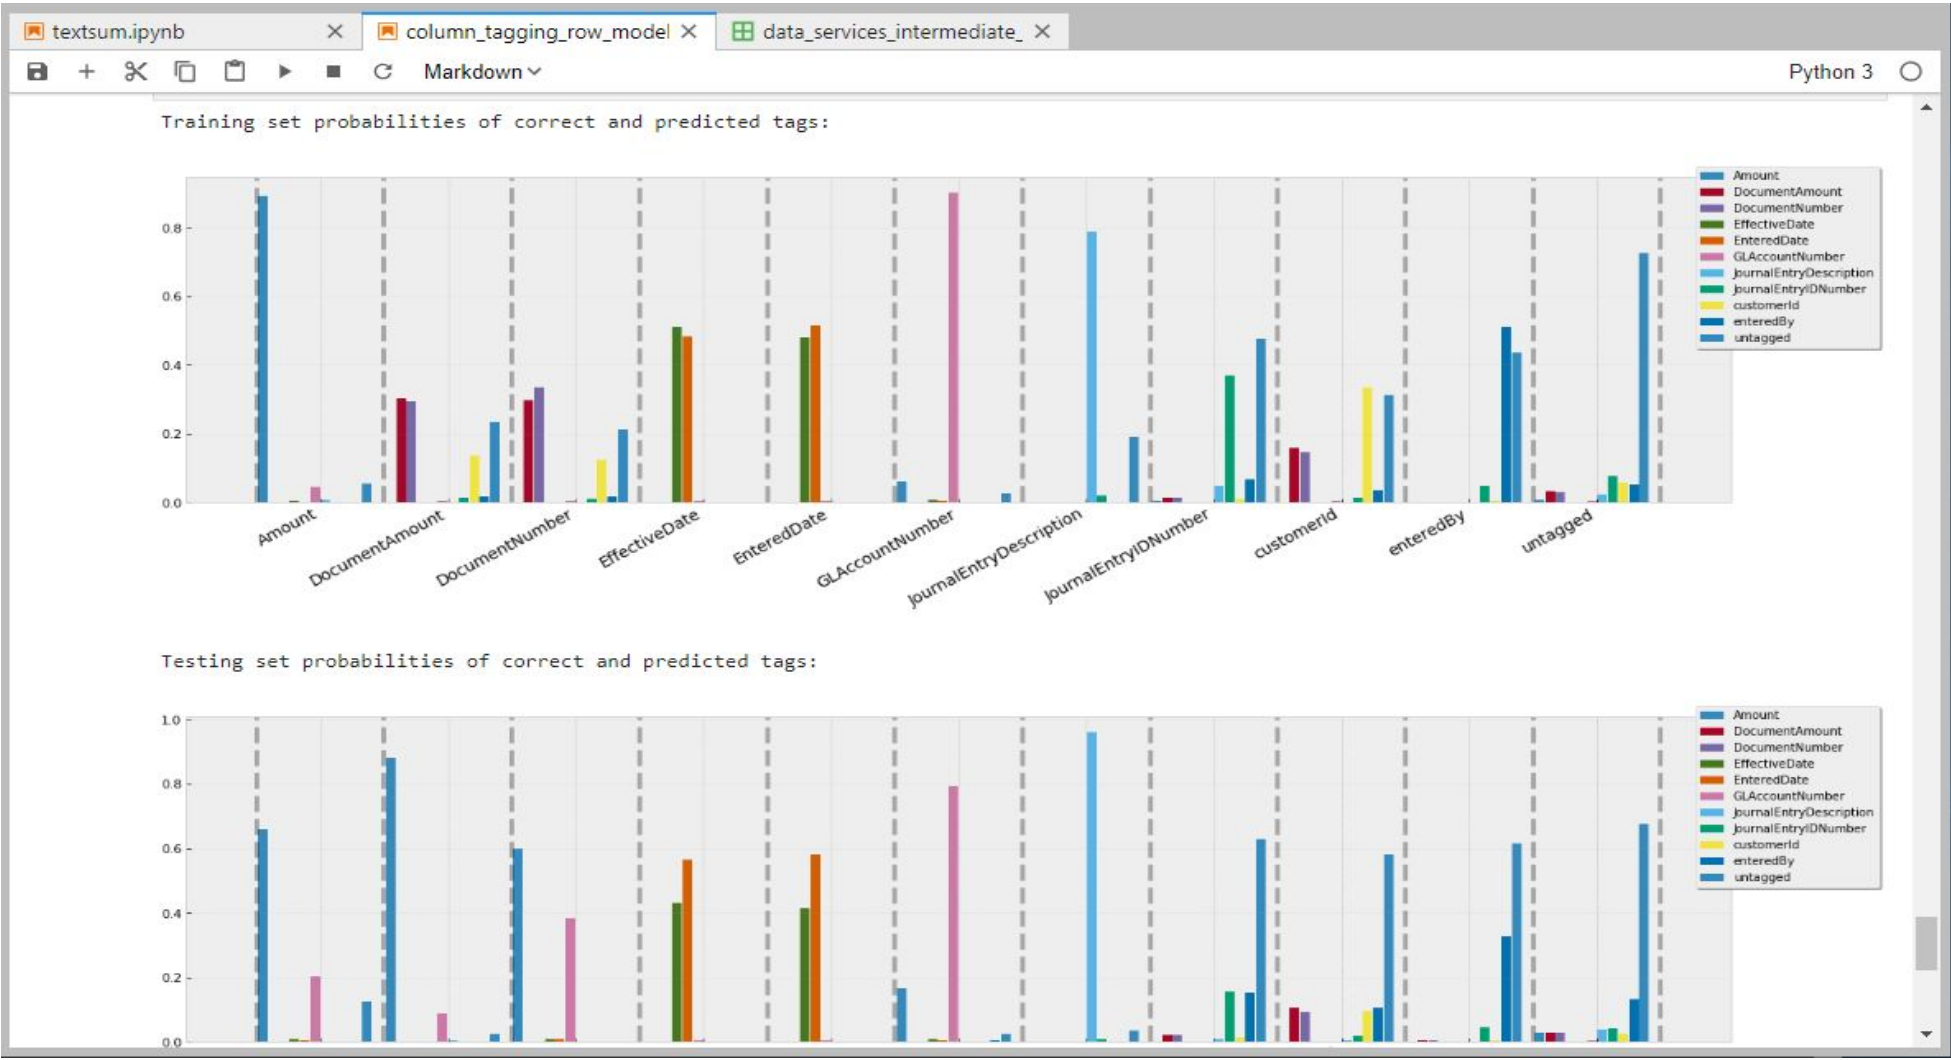 textsum.ipynb
column_tagging_row_model
data_services_intermediate_
Markdown
Python 3
Training set probabilities of correct and predicted tags:
0.8
0.6
0.4
0.2
0.0
Amount
DocumentAmount
DocumentNumber
EffectiveDate
EnteredDate
GLAccountNumber
JournalEntryDescription
JournalEntryIDNumber
customerId
enteredBy
untagged
Amount
DocumentAmount
DocumentNumber
EffectiveDate
EnteredDate
GLAccountNumber
JournalEntryDescription
JournalEntryIDNumber
customerId
enteredBy
untagged
Testing set probabilities of correct and predicted tags:
1.0
0.8
0.6
0.4
0.2
0.0
Amount
DocumentAmount
DocumentNumber
EffectiveDate
EnteredDate
GLAccountNumber
JournalEntryDescription
JournalEntryIDNumber
customerId
enteredBy
untagged